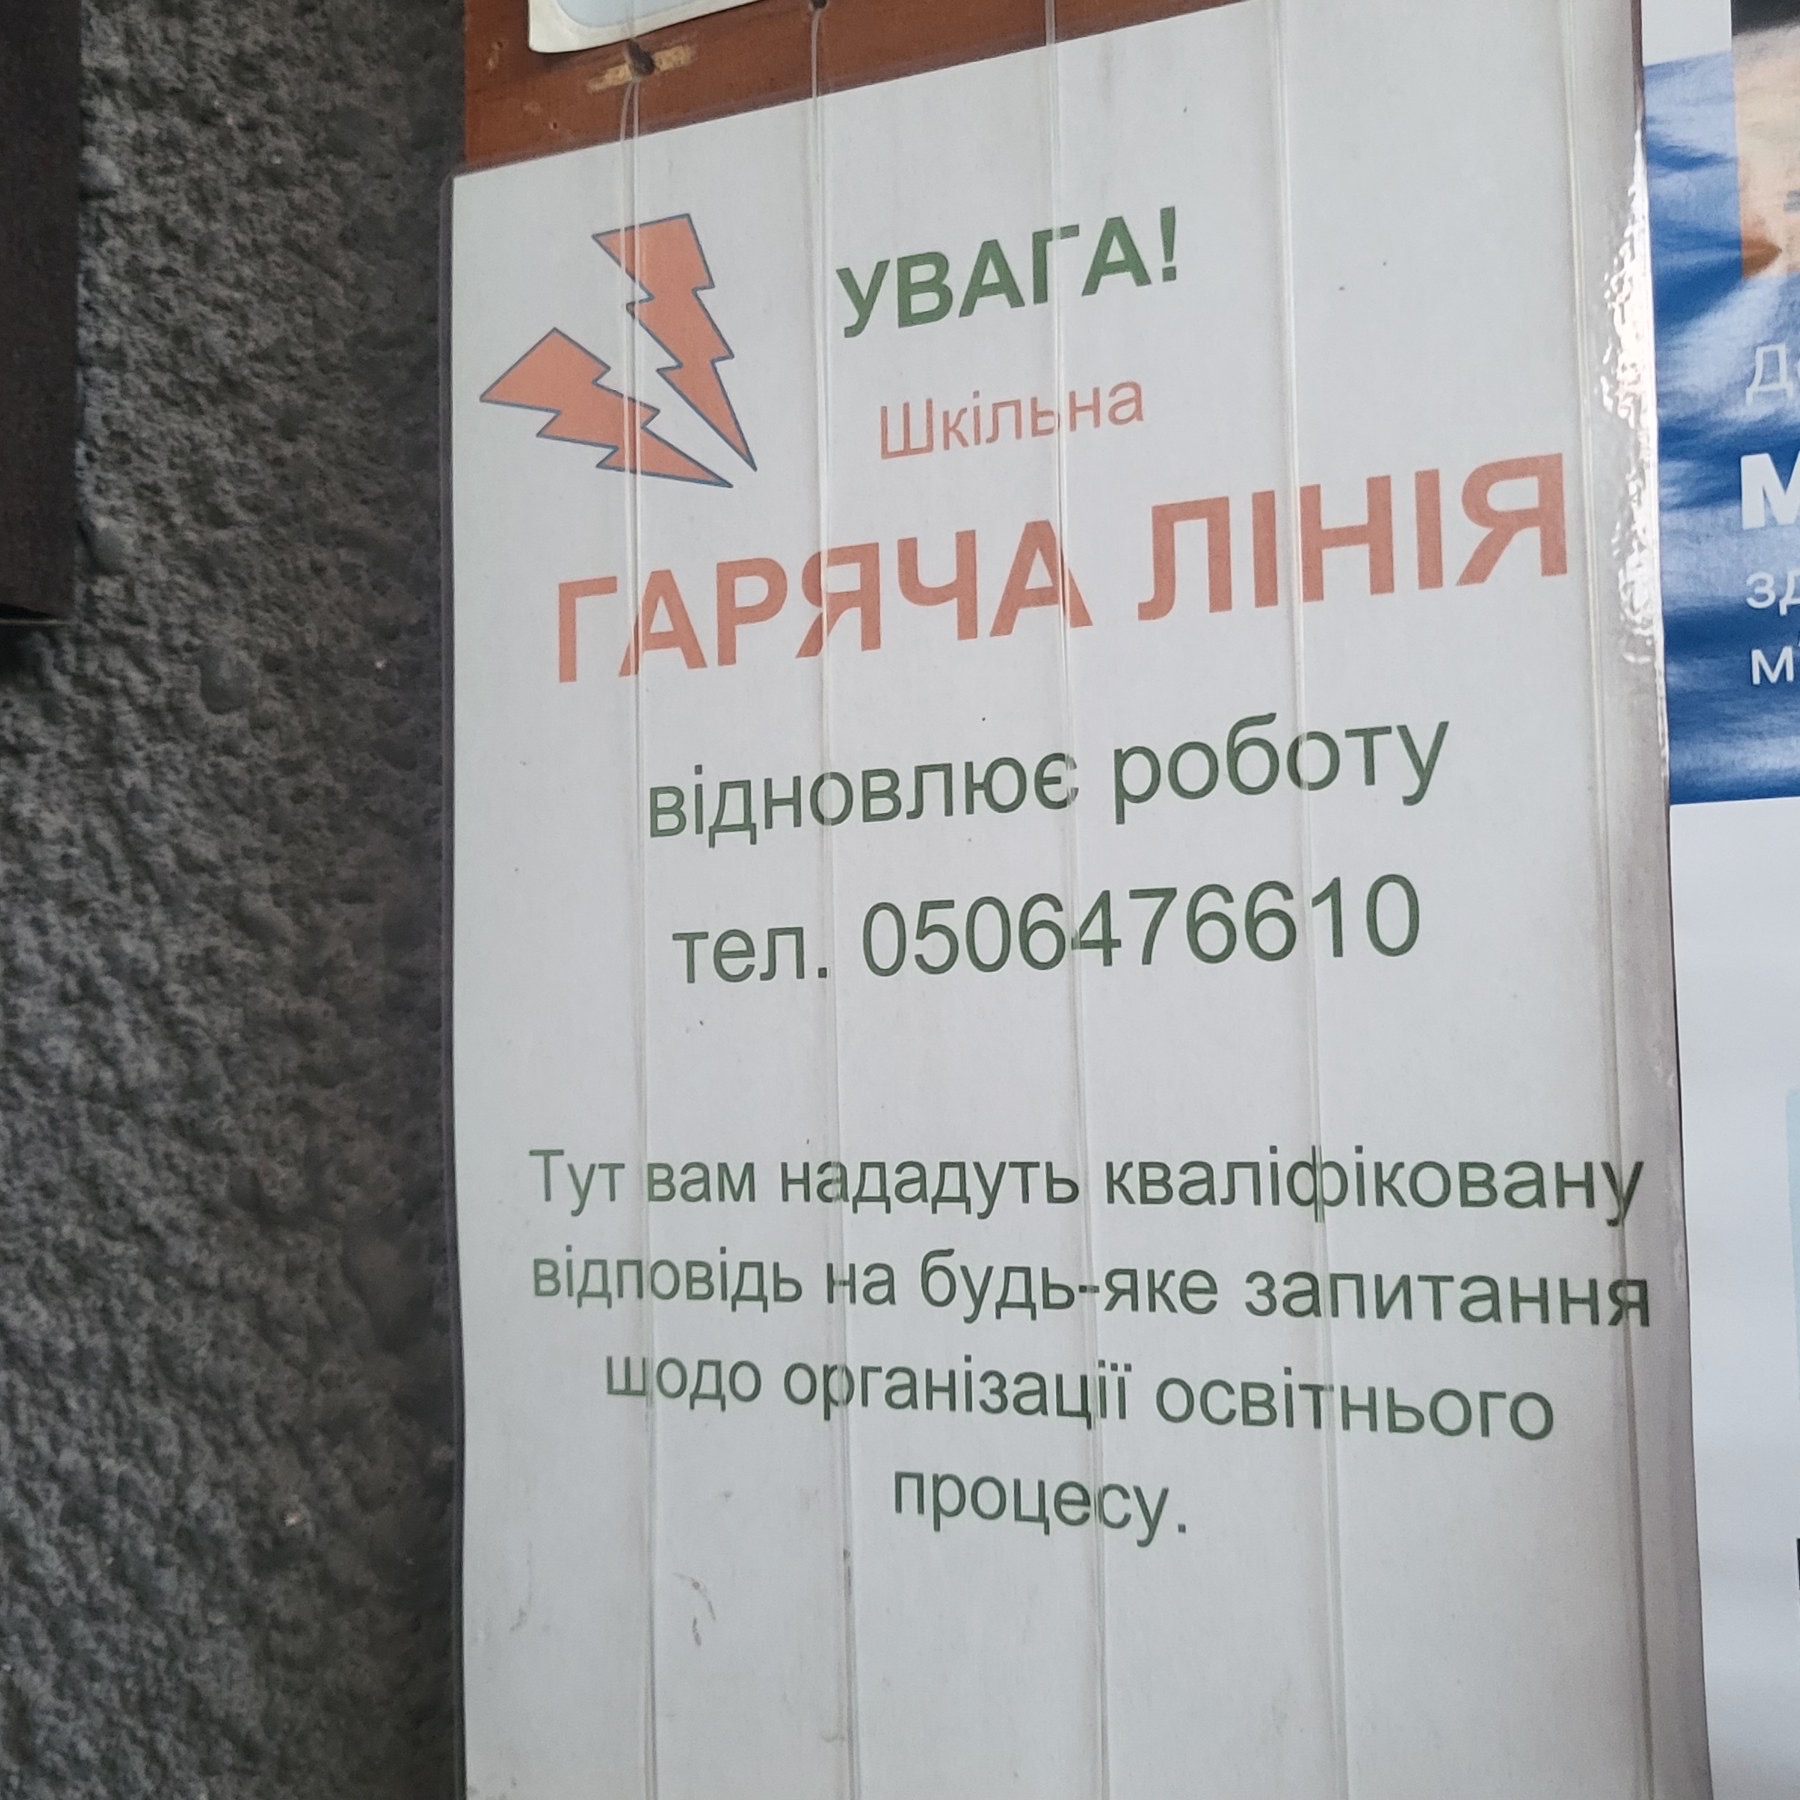 УВАГА!
Шкільна
ГАРЯЧА ЛІНІЯ
відновлює роботу
тел. 0506476610
Тут вам нададуть кваліфіковану
відповідь на будь-яке запитання
щодо організації освітнього
процесу.